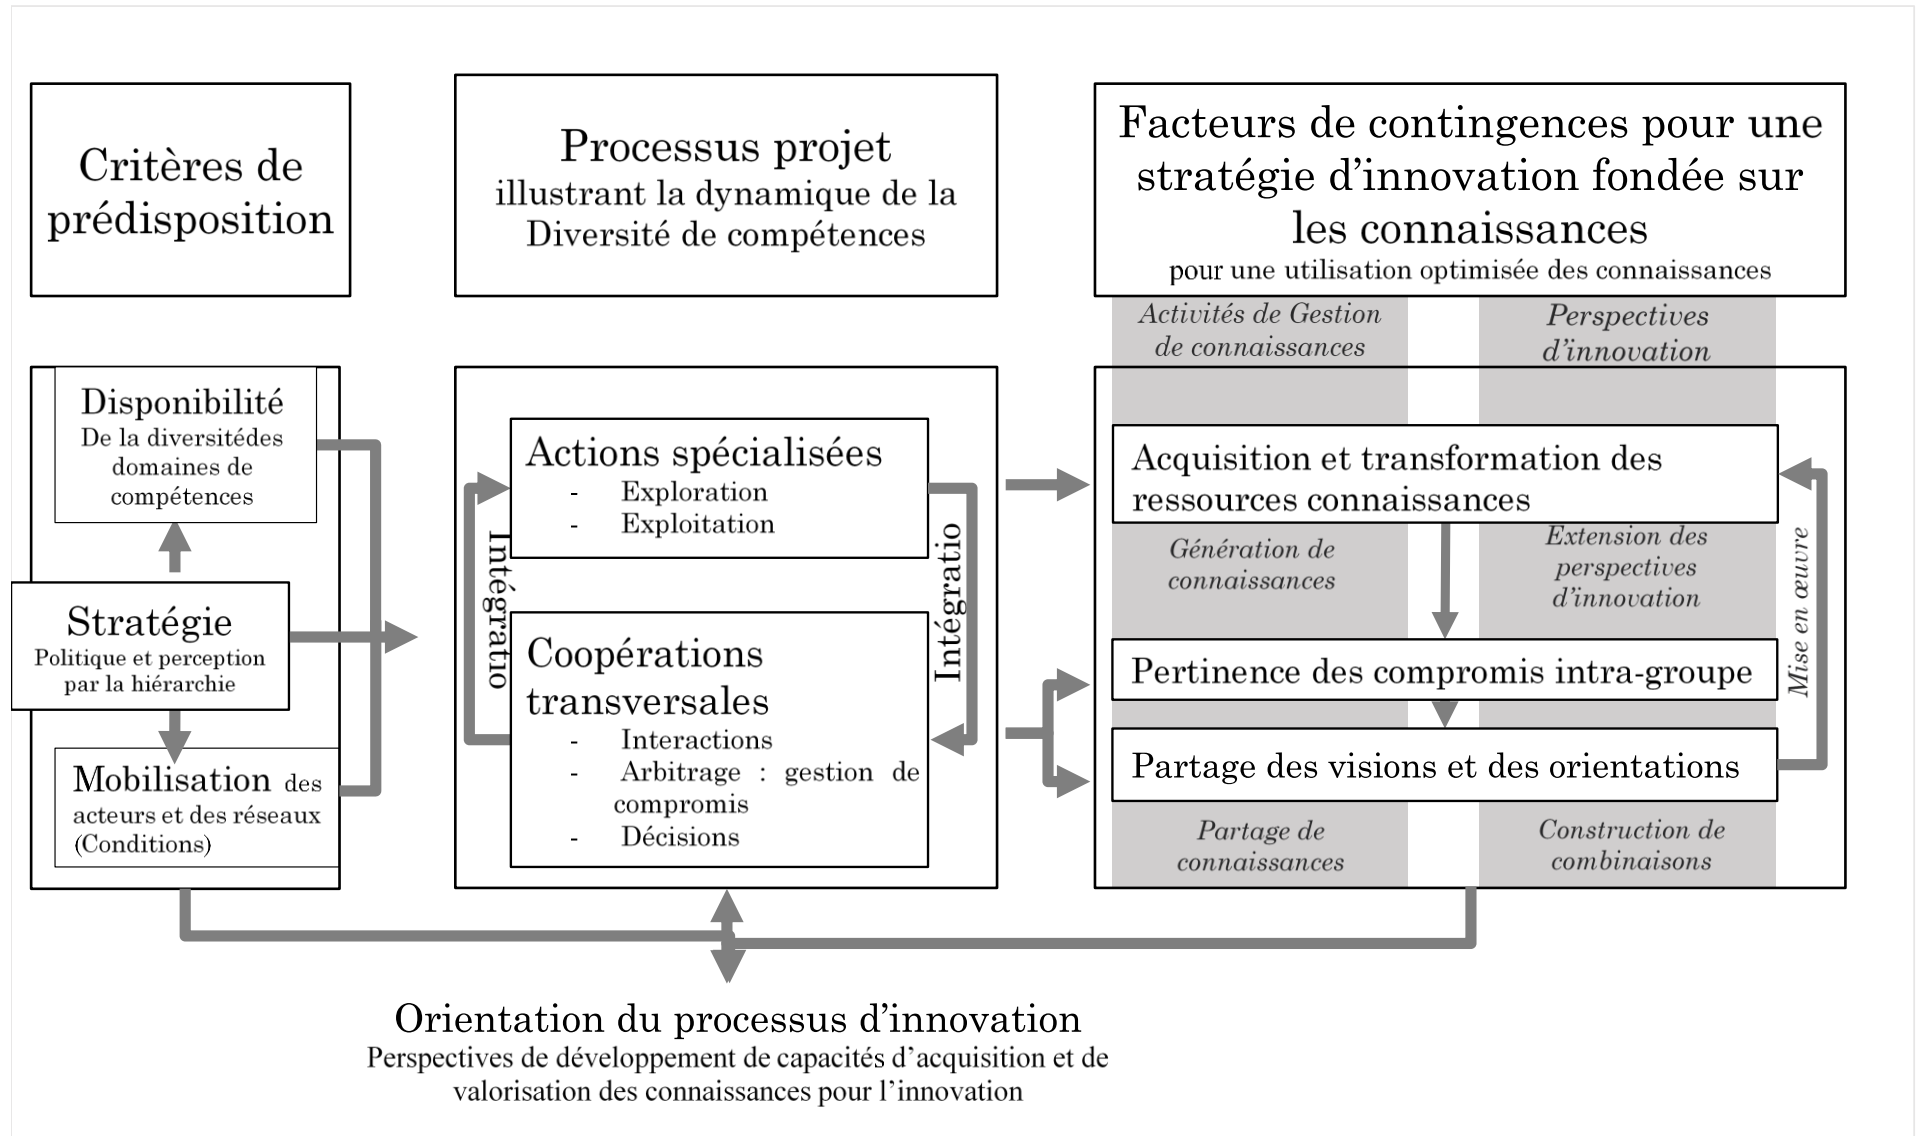 Critères de
prédisposition
Processus projet
illustrant la dynamique de la
Diversité de compétences
Facteurs de contingences pour une
stratégie d’innovation fondée sur
les connaissances
pour une utilisation optimisée des connaissances
Activités de Gestion
de connaissances
Perspectives
d’innovation
Disponibilité
De la diversitédes
domaines de
compétences
Stratégie
Politique et perception
par la hiérarchie
Mobilisation des
acteurs et des réseaux
(Conditions)
Intégratio
Actions spécialisées
- Exploration
- Exploitation
Coopérations
transversales
- Interactions
- Arbitrage : gestion de
compromis
- Décisions
Intégratio
Acquisition et transformation des
ressources connaissances
Génération de
connaissances
Extension des
perspectives
d’innovation
Pertinence des compromis intra-groupe
Partage des visions et des orientations
Mise en œuvre
Partage de
connaissances
Construction de
combinaisons
Orientation du processus d’innovation
Perspectives de développement de capacités d’acquisition et de
valorisation des connaissances pour l’innovation